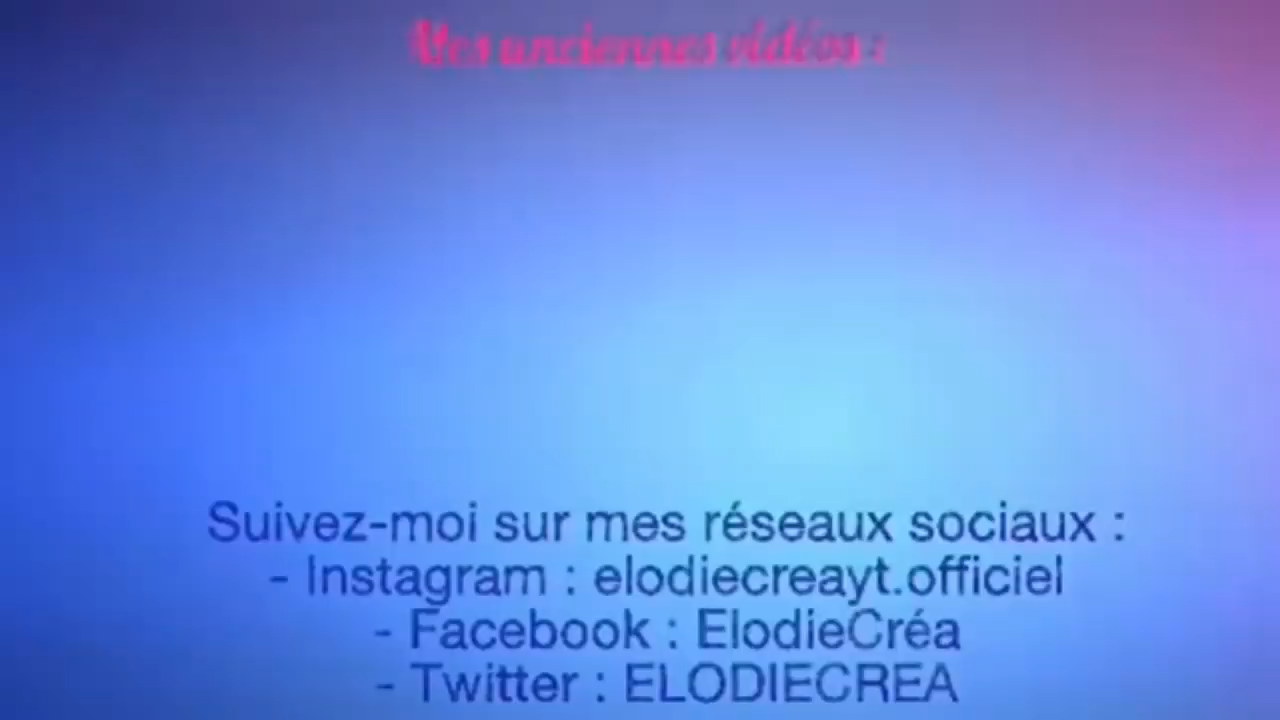 Mes anciennes vidéos :
Suivez-moi sur mes réseaux sociaux :
- Instagram : elodiecreayt.officiel
- Facebook : ElodieCréa
- Twitter : ELODIECREA